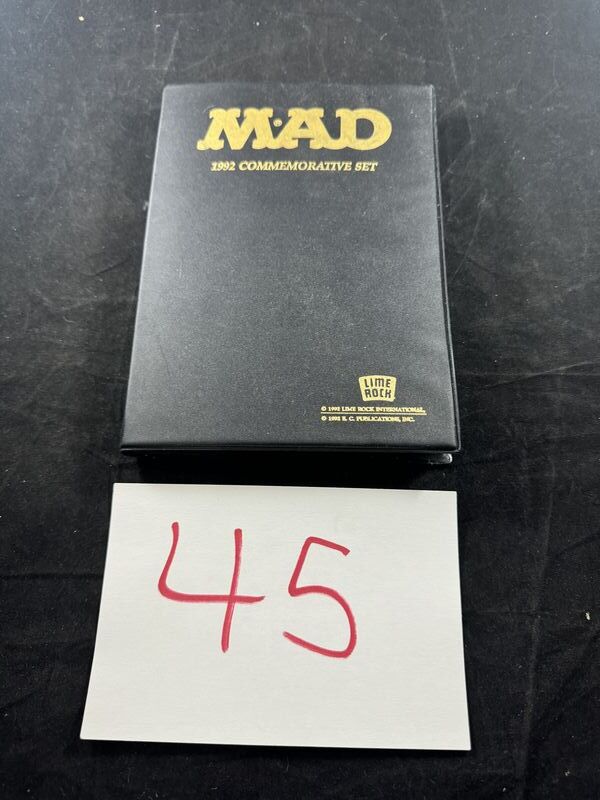 MAD
1992 COMMEMORATIVE SET
LIME
ROCK
© 1992 LIME ROCK INTERNATIONAL,
© 1992 E. C. PUBLICATIONS, INC.
45